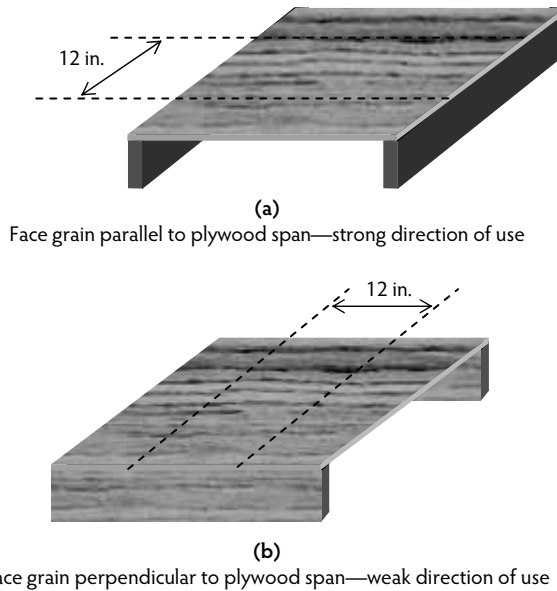 12 in.
(a)
Face grain parallel to plywood span—strong direction of use
12 in.
(b)
ace grain perpendicular to plywood span—weak direction of use